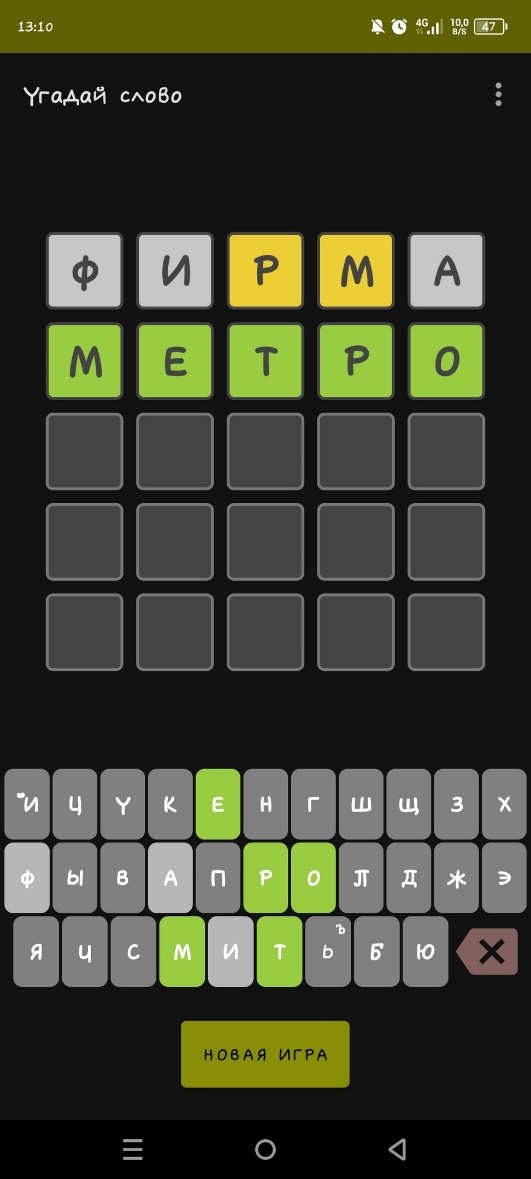 13:10 4G 10,0 B/S 47
Угадай слово
Ф И Р М А
М Е Т Р О
Й Ц У К Е Н Г Ш Щ З Х
Ф Ы В А П Р О Л Д Ж Э
Я Ч С М И Т Ь Ъ Б Ю
НОВАЯ ИГРА